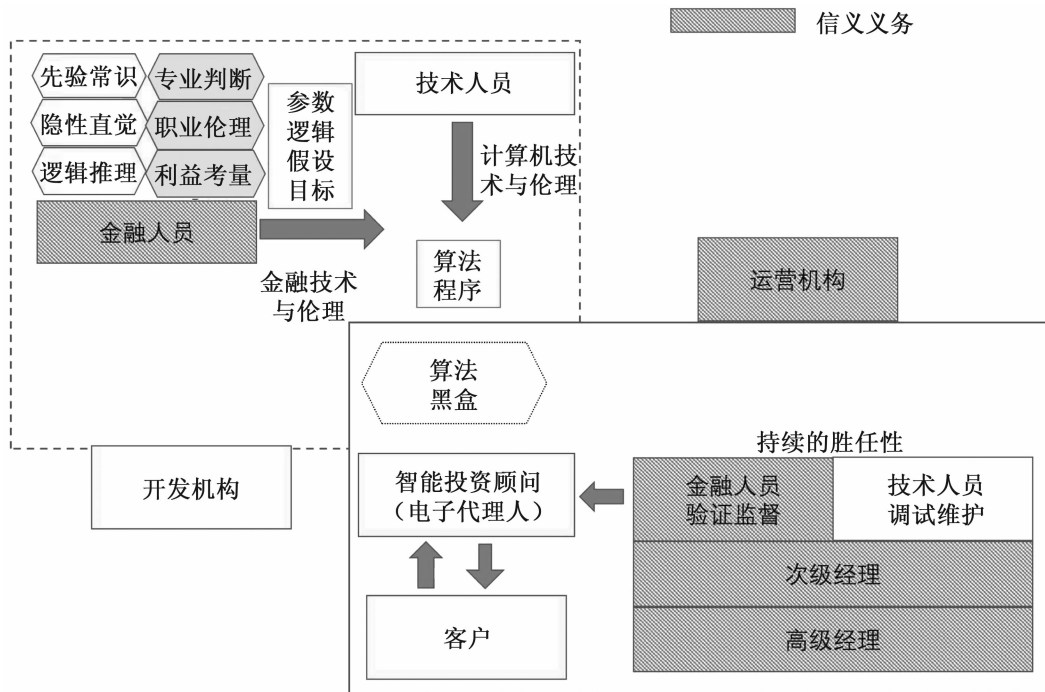 信义义务
先验常识
专业判断
隐性直觉
职业伦理
逻辑推理
利益考量
金融人员
参数
逻辑
假设
目标
技术人员
计算机技
术与伦理
金融技术
与伦理
算法
程序
运营机构
算法
黑盒
开发机构
智能投资顾问
（电子代理人）
客户
持续的胜任性
金融人员
验证监督
技术人员
调试维护
次级经理
高级经理